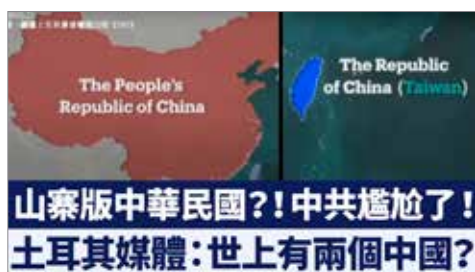 The People's
Republic of China
The Republic
of China (Taiwan)
山寨版中華民國?!中共尷尬了!
土耳其媒體:世上有兩個中國?